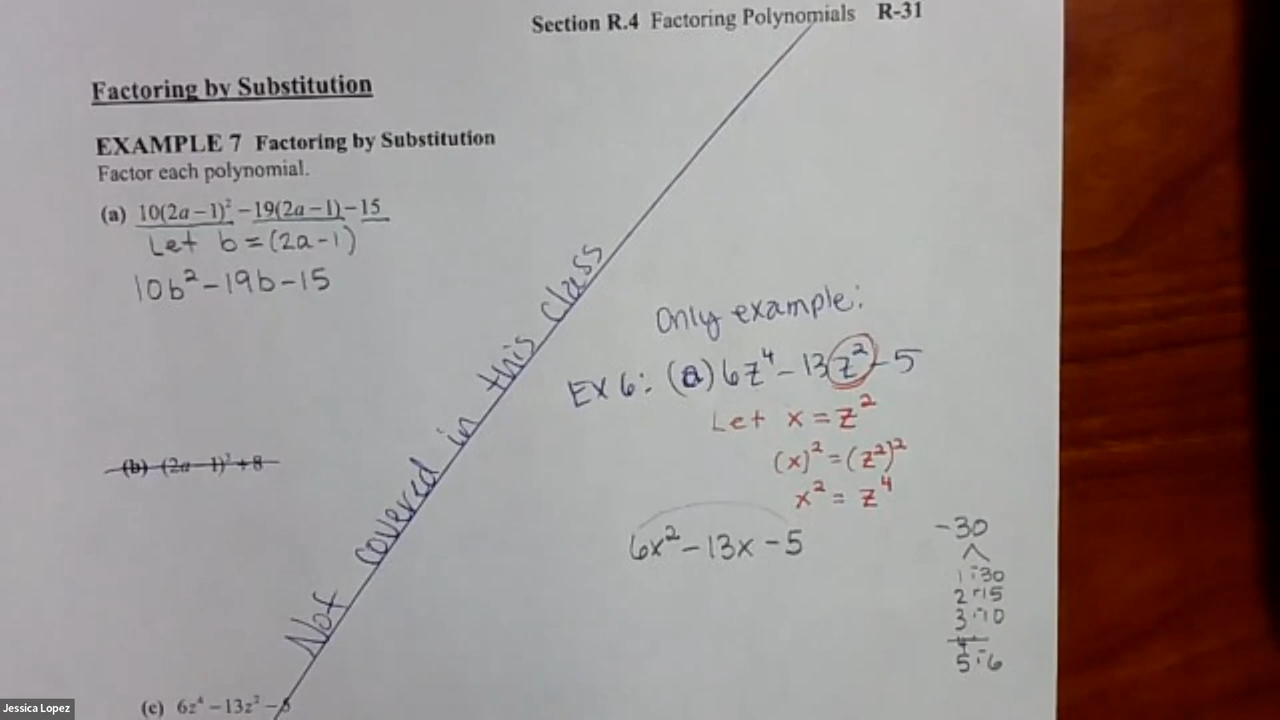 Section R.4 Factoring Polynomials R-31
Factoring by Substitution
EXAMPLE 7 Factoring by Substitution
Factor each polynomial.
(a) 10(2a – 1)² – 19(2a – 1) – 15
Let b = (2a-1)
10b² - 19b - 15
(b) (2a – 1)³ + 8
(c) 6z⁴ – 13z² – 5
Not covered in this class
Only example:
Ex 6: (a) 6z⁴ - 13z² - 5
Let x = z²
(x)² = (z²)²
x² = z⁴
6x² - 13x - 5
-30
1 · -30
2 · -15
3 · -10
4
5 · -6
Jessica Lopez